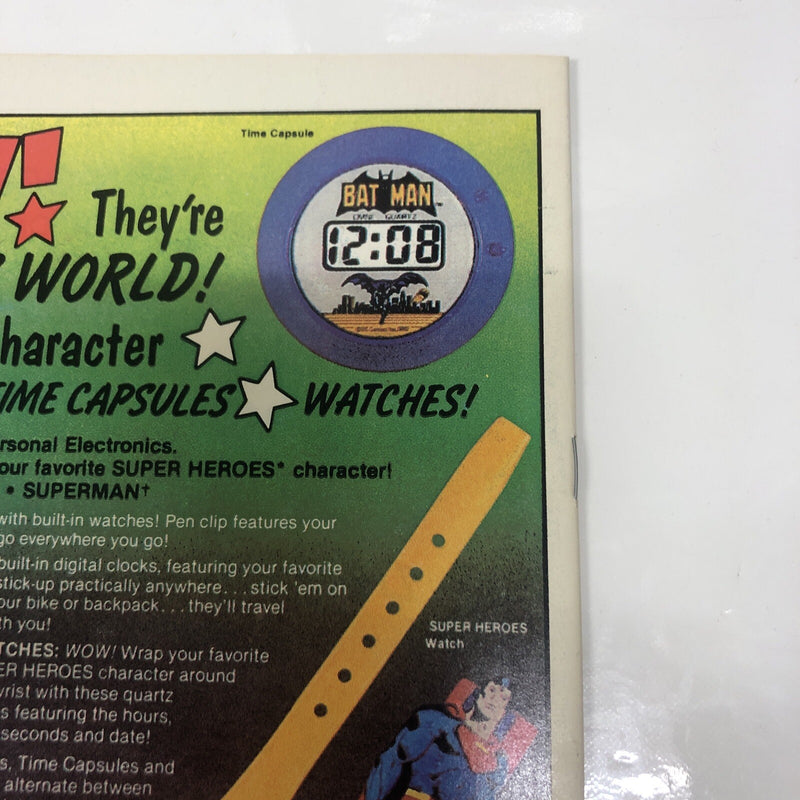 Y!
Time Capsule
BATMAN
QUARTZ
12:08
They're
WORLD!
haracter
IME CAPSULES WATCHES!
rsonal Electronics.
our favorite SUPER HEROES* character!
• SUPERMAN†
with built-in watches! Pen clip features your
go everywhere you go!
built-in digital clocks, featuring your favorite
stick-up practically anywhere...stick 'em on
our bike or backpack...they'll travel
th you!
TCHES: WOW! Wrap your favorite
ER HEROES character around
wrist with these quartz
s featuring the hours,
seconds and date!
s, Time Capsules and
alternate between
SUPER HEROES
Watch